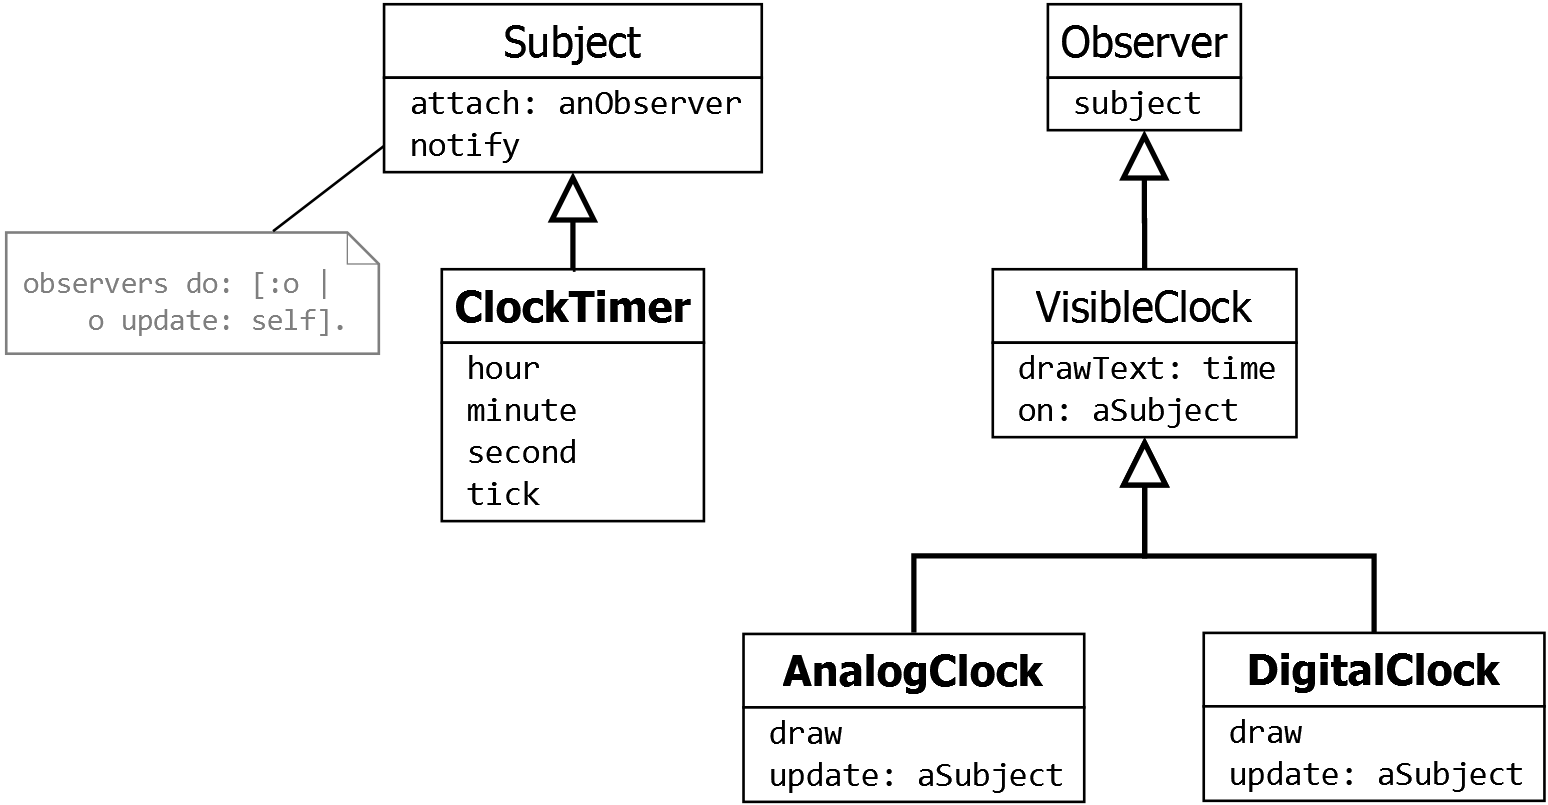 Subject
attach: anObserver
notify
observers do: [:o |
o update: self].
ClockTimer
hour
minute
second
tick
Observer
subject
VisibleClock
drawText: time
on: aSubject
AnalogClock
draw
update: aSubject
DigitalClock
draw
update: aSubject